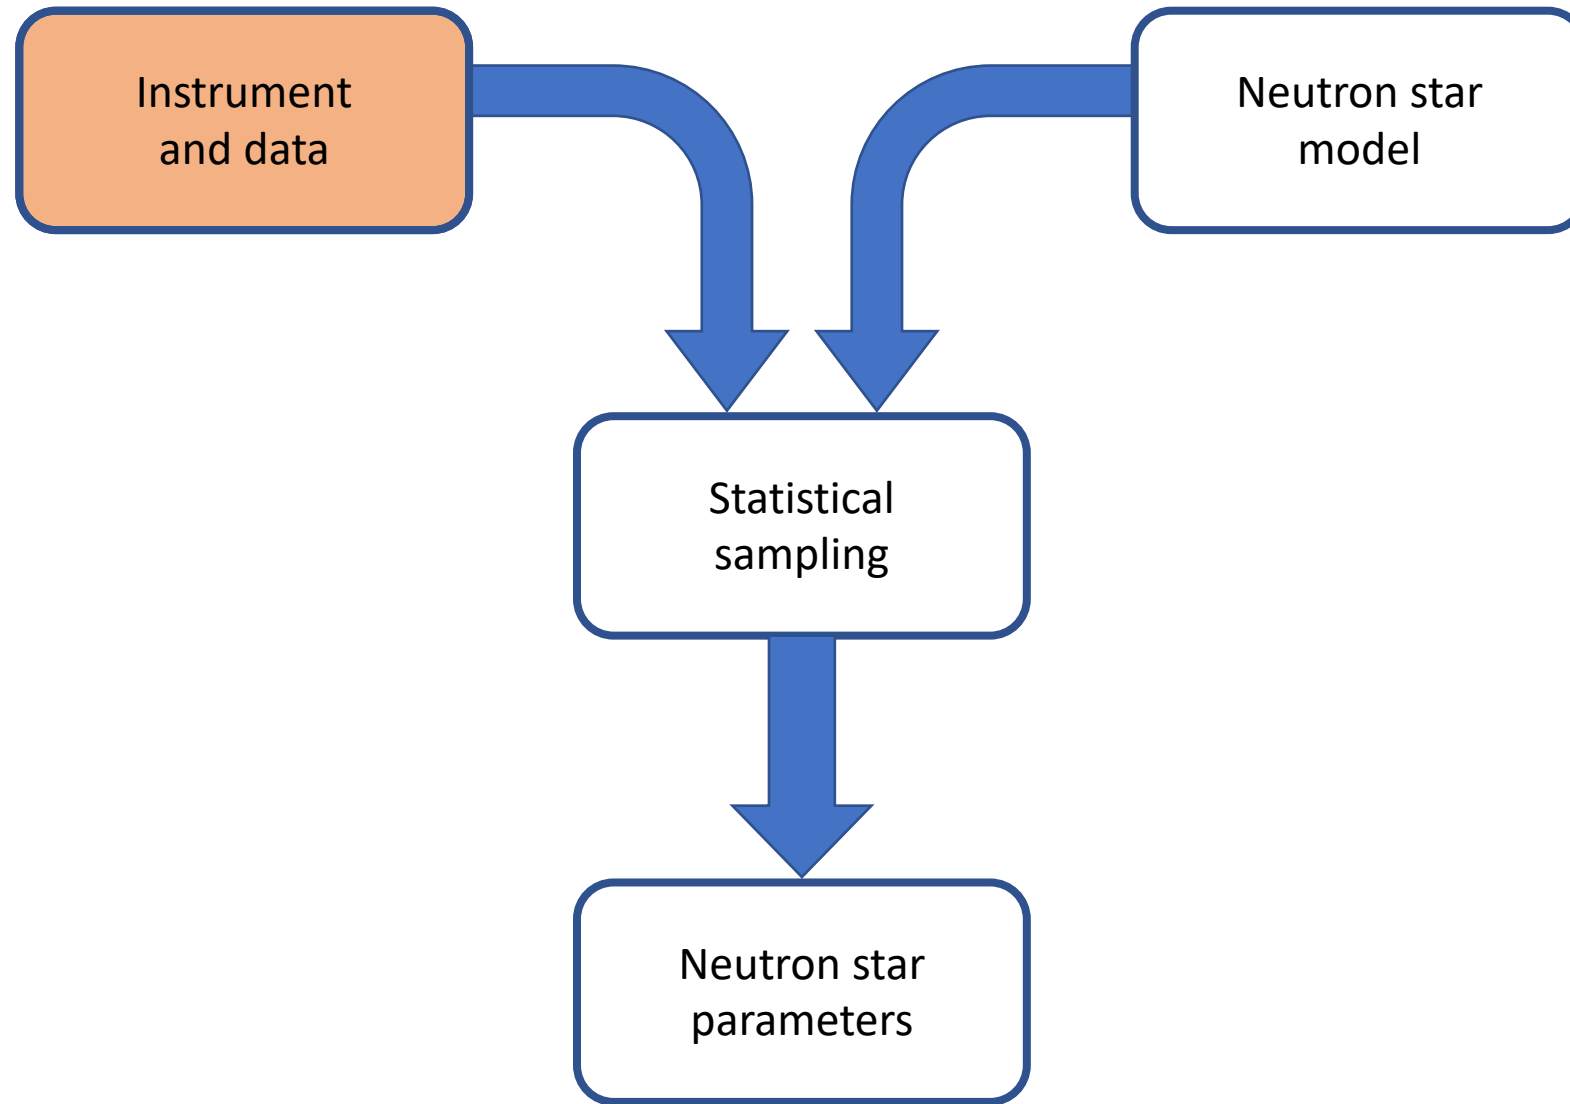 Instrument
and data
Neutron star
model
Statistical
sampling
Neutron star
parameters